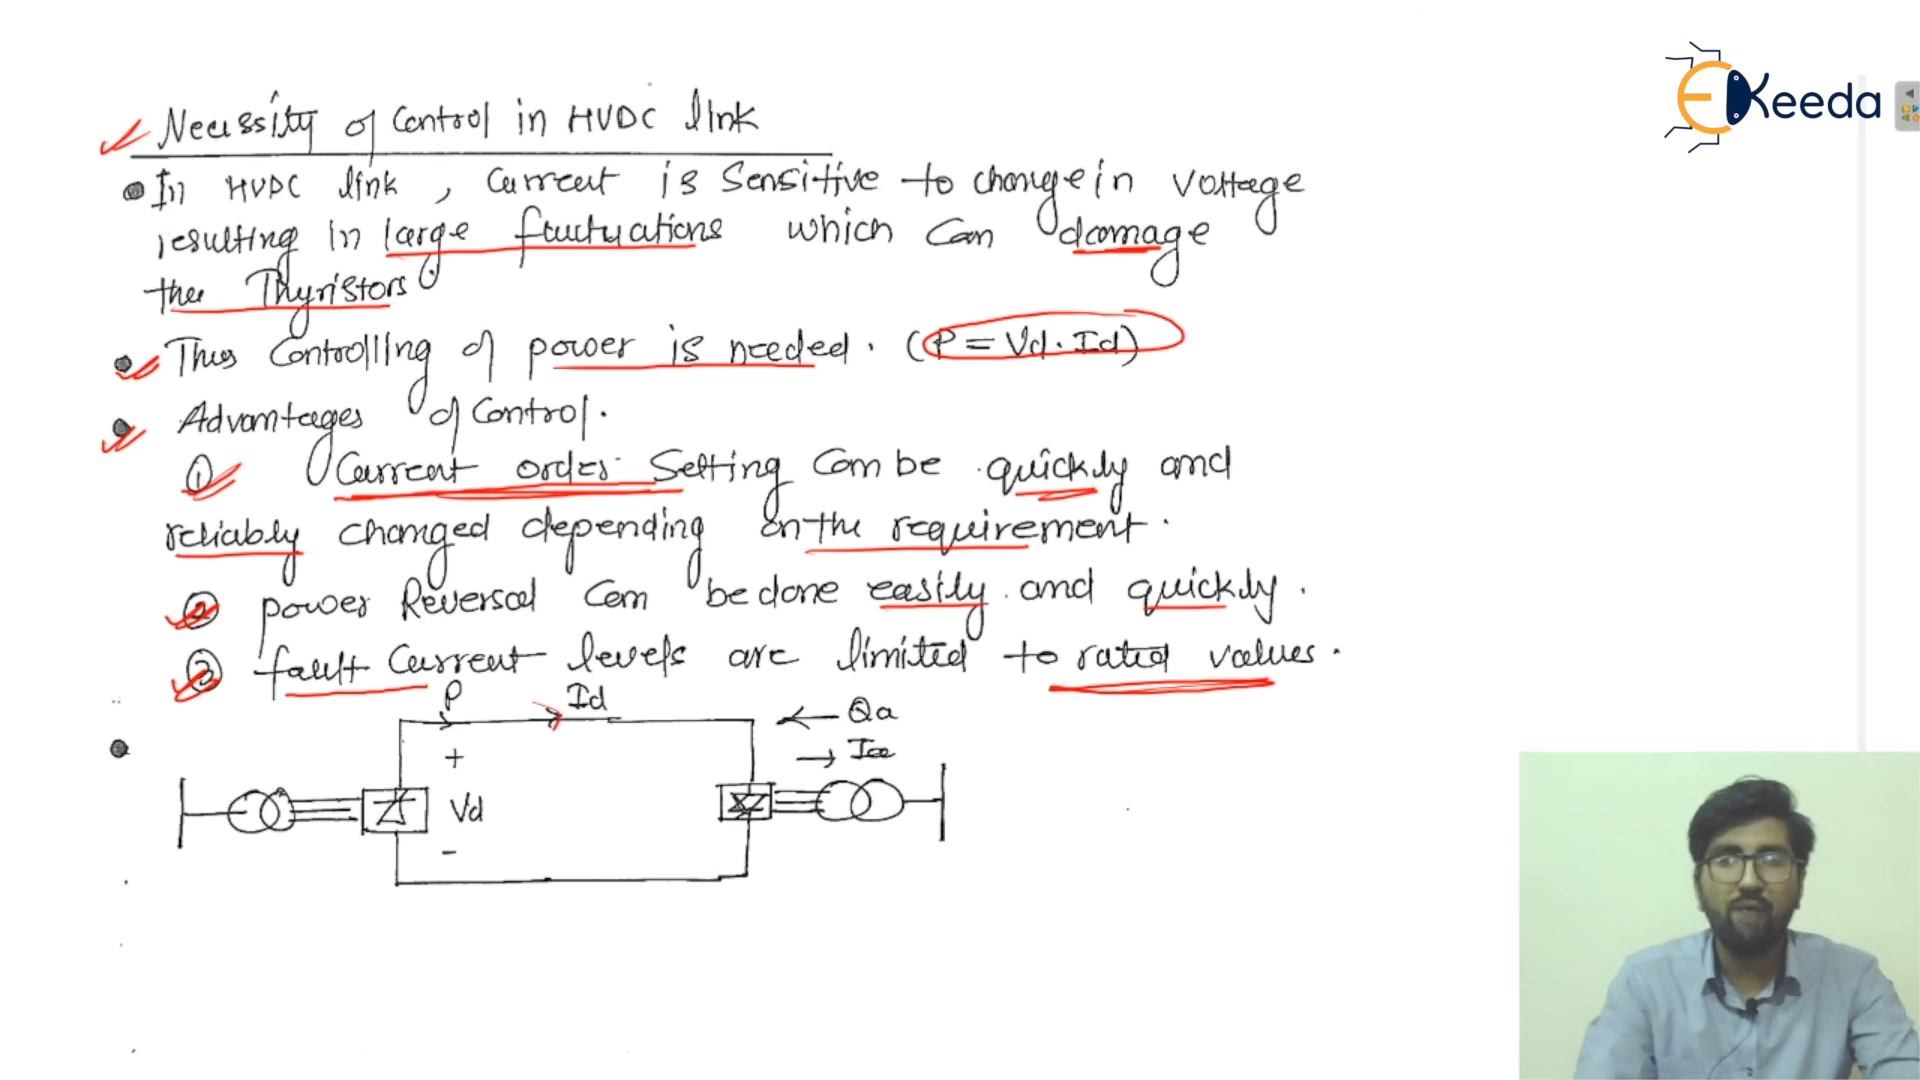 Necessity of Control in HVDC link
In HVDC link, Current is Sensitive to change in Voltage
resulting in large fluctuations which Can damage
the Thyristors
Thus Controlling of power is needed. (P = Vd. Id)
Advantages of Control.
① Current order Setting Can be quickly and
reliably changed depending on the requirement.
② power Reversal Can be done easily and quickly.
③ fault Current levels are limited to rated values.
P Id Qa
+ Ia
Vd
-
EKeeda